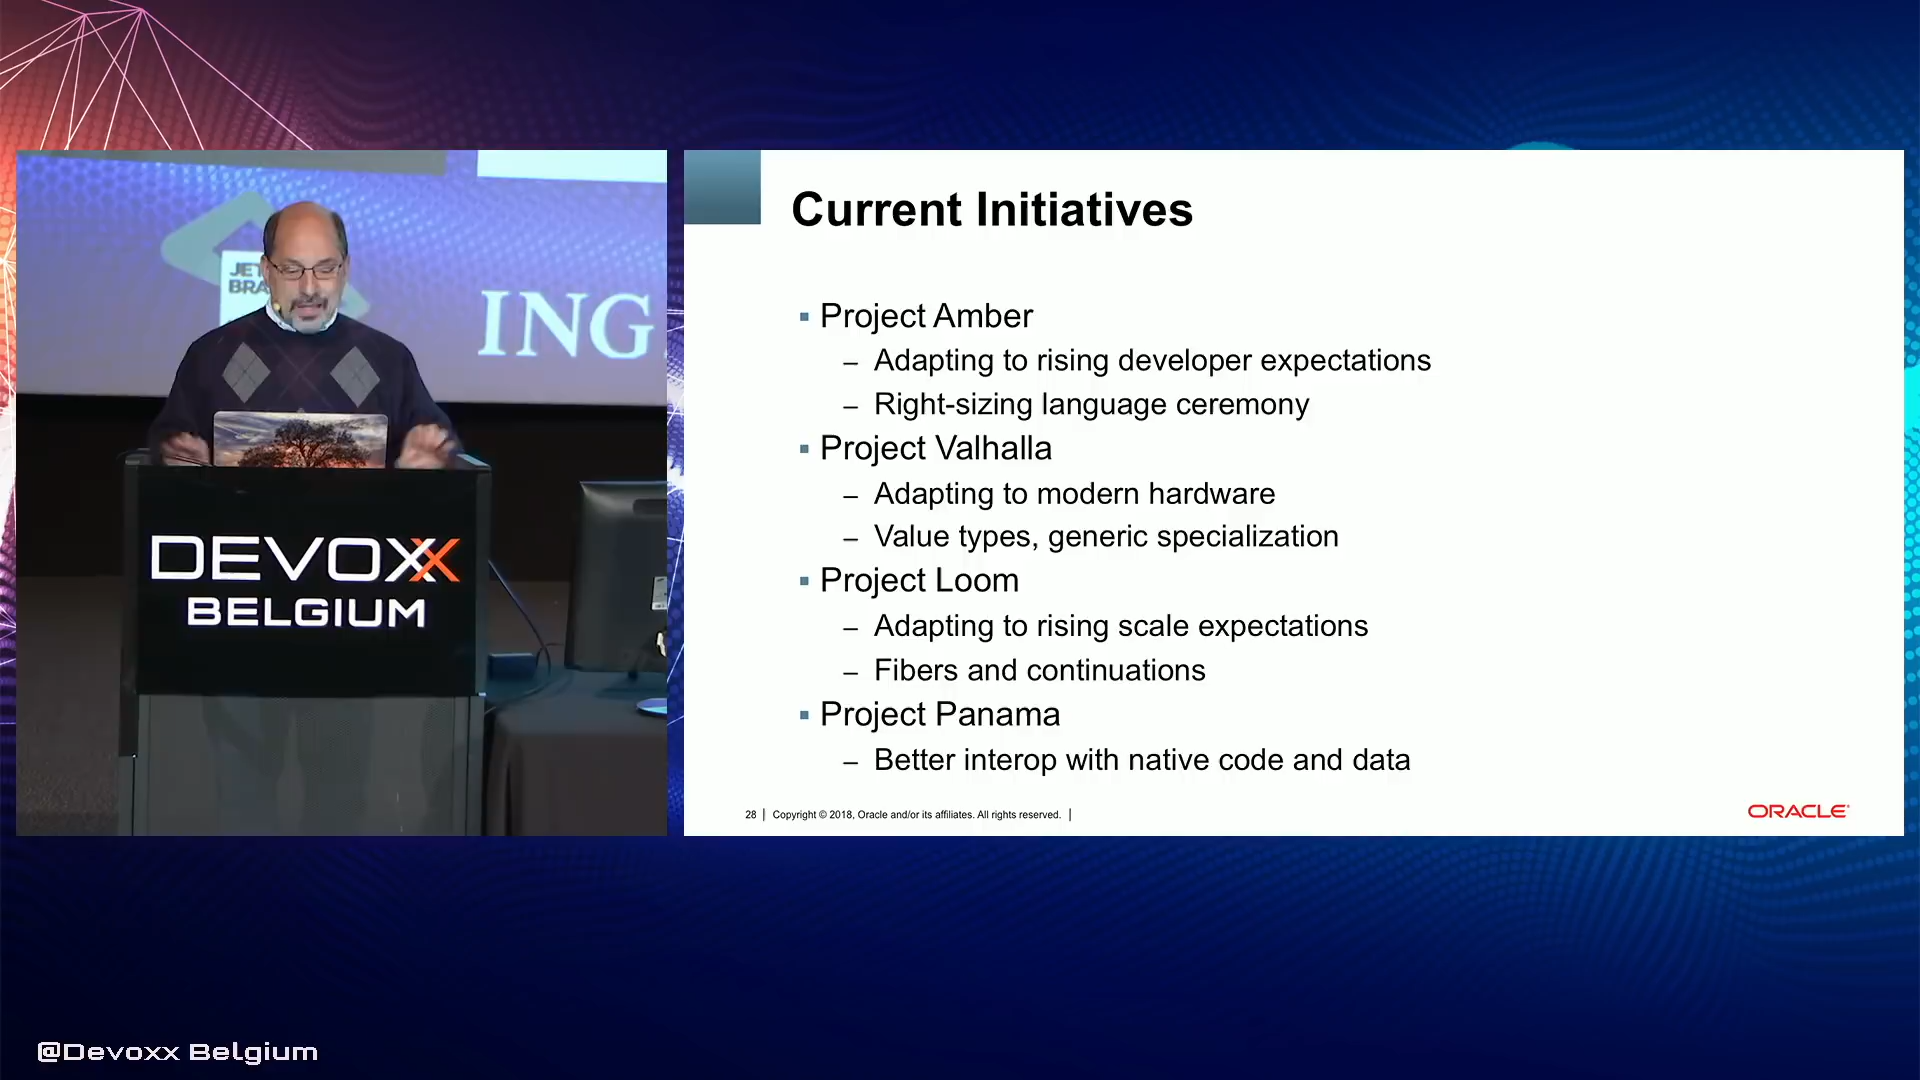 JET
BRA
ING
DEVOXX
BELGIUM
Current Initiatives
▪ Project Amber
– Adapting to rising developer expectations
– Right-sizing language ceremony
▪ Project Valhalla
– Adapting to modern hardware
– Value types, generic specialization
▪ Project Loom
– Adapting to rising scale expectations
– Fibers and continuations
▪ Project Panama
– Better interop with native code and data
28 | Copyright © 2018, Oracle and/or its affiliates. All rights reserved. |
ORACLE
@Devoxx Belgium